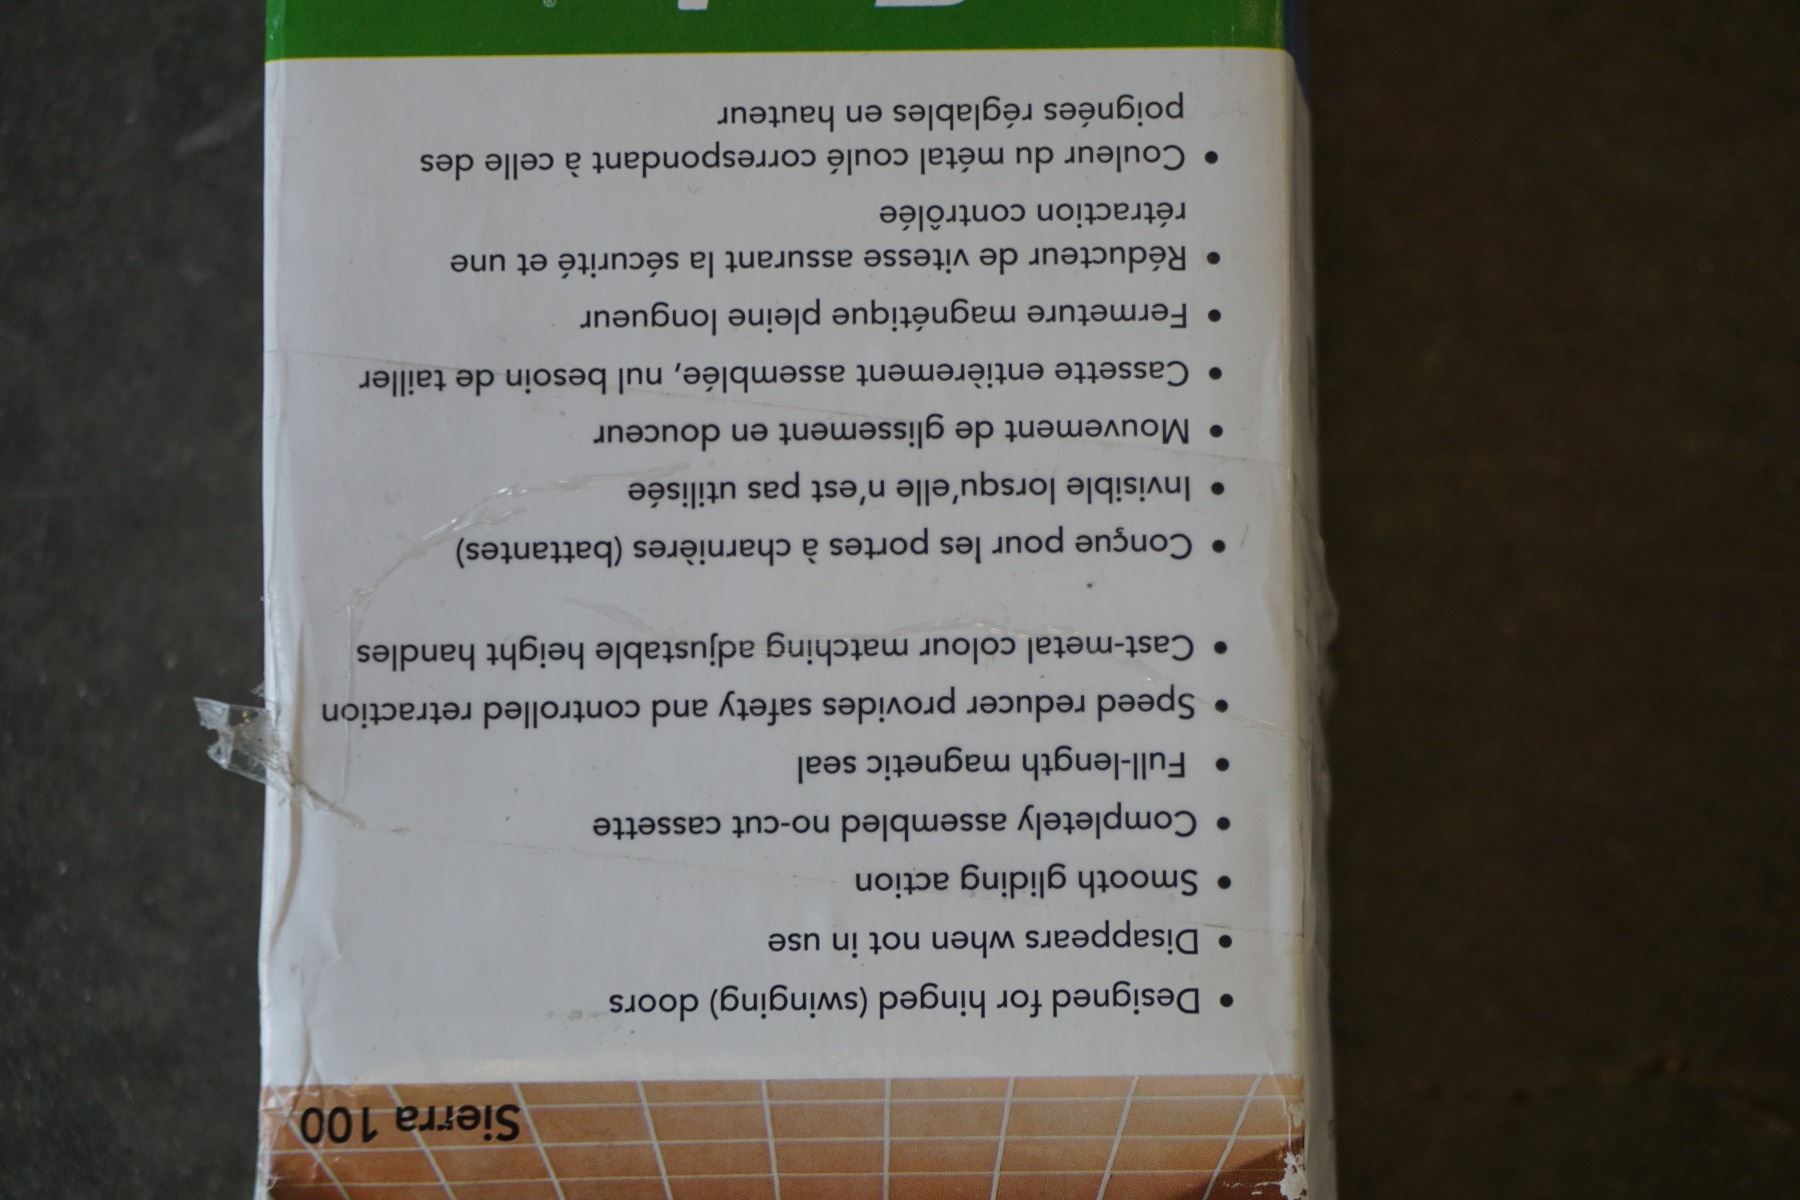 Sierra 100
• Designed for hinged (swinging) doors
• Disappears when not in use
• Smooth gliding action
• Completely assembled no-cut cassette
• Full-length magnetic seal
• Speed reducer provides safety and controlled retraction
• Cast-metal colour matching adjustable height handles
• Conçue pour les portes à charnières (battantes)
• Invisible lorsqu'elle n'est pas utilisée
• Mouvement de glissement en douceur
• Cassette entièrement assemblée, nul besoin de tailler
• Fermeture magnétique pleine longueur
• Réducteur de vitesse assurant la sécurité et une
rétraction contrôlée
• Couleur du métal coulé correspondant à celle des
poignées réglables en hauteur